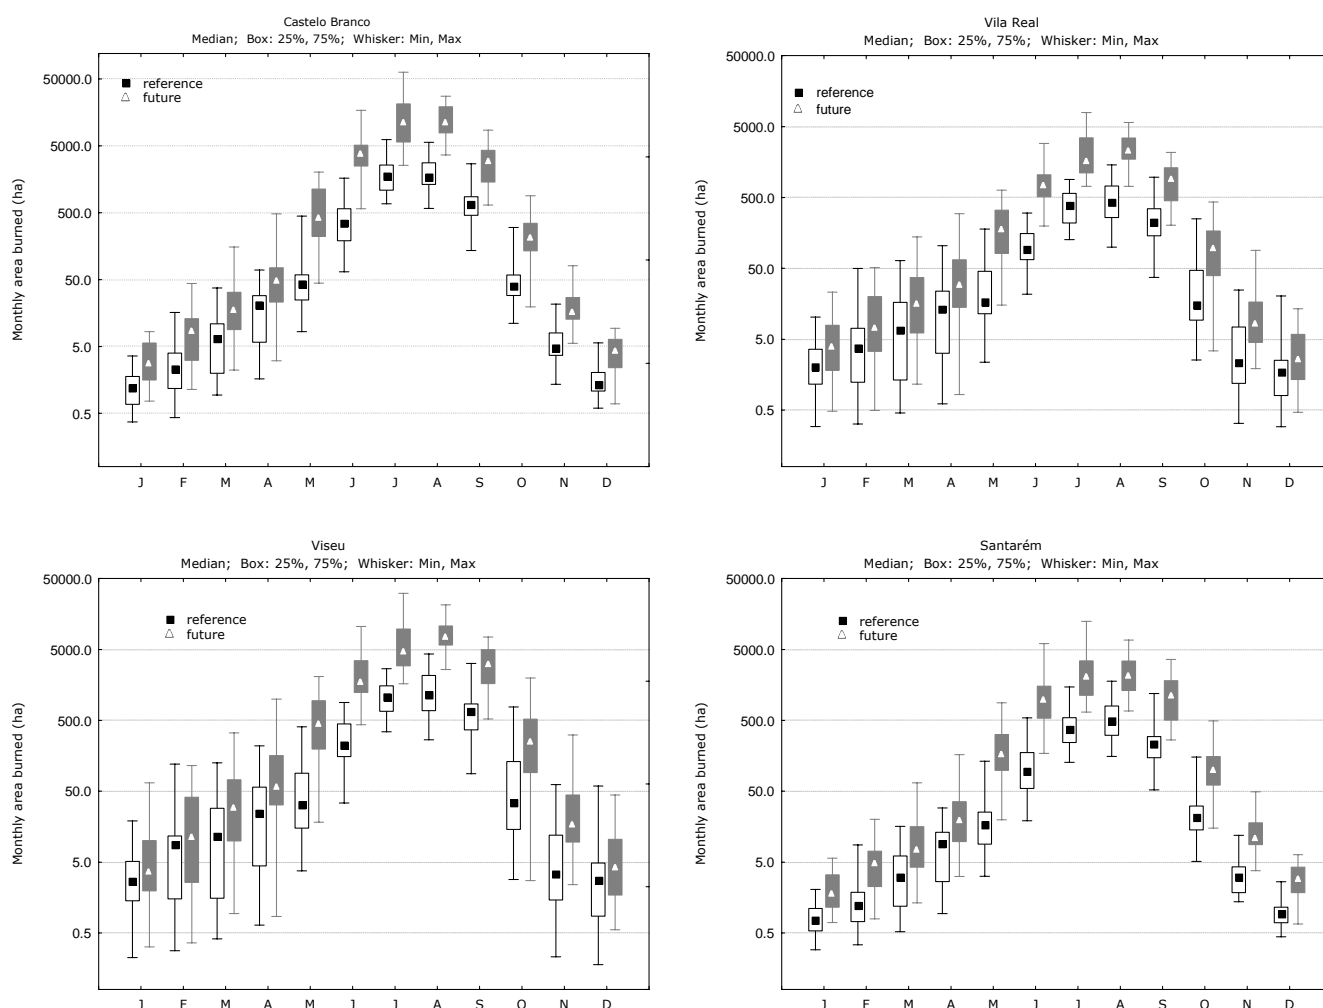 Castelo Branco
Median; Box: 25%, 75%; Whisker: Min, Max
50000.0
5000.0
500.0
50.0
5.0
0.5
Monthly area burned (ha)
reference
future
J F M A M J J A S O N D
Vila Real
Median; Box: 25%, 75%; Whisker: Min, Max
50000.0
5000.0
500.0
50.0
5.0
0.5
Monthly area burned (ha)
reference
future
J F M A M J J A S O N D
Viseu
Median; Box: 25%, 75%; Whisker: Min, Max
50000.0
5000.0
500.0
50.0
5.0
0.5
Monthly area burned (ha)
reference
future
J F M A M J J A S O N D
Santarém
Median; Box: 25%, 75%; Whisker: Min, Max
50000.0
5000.0
500.0
50.0
5.0
0.5
Monthly area burned (ha)
reference
future
J F M A M J J A S O N D